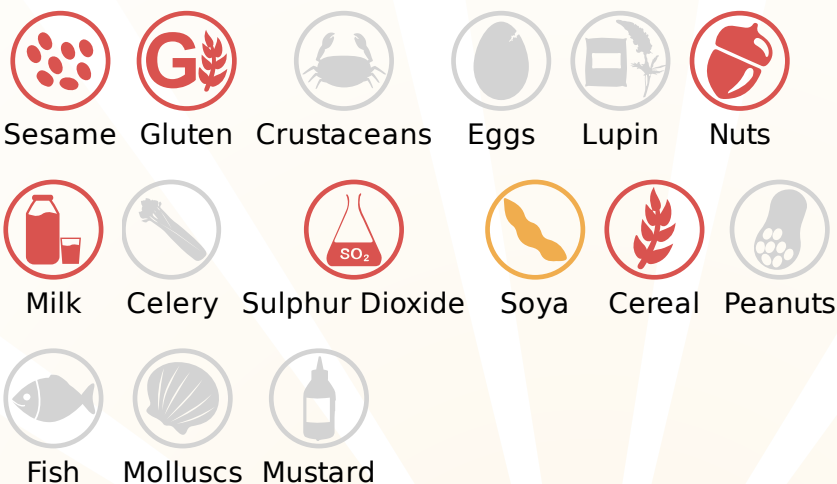 G
Sesame Gluten Crustaceans Eggs Lupin Nuts
SO₂
Milk Celery Sulphur Dioxide Soya Cereal Peanuts
Fish Molluscs Mustard